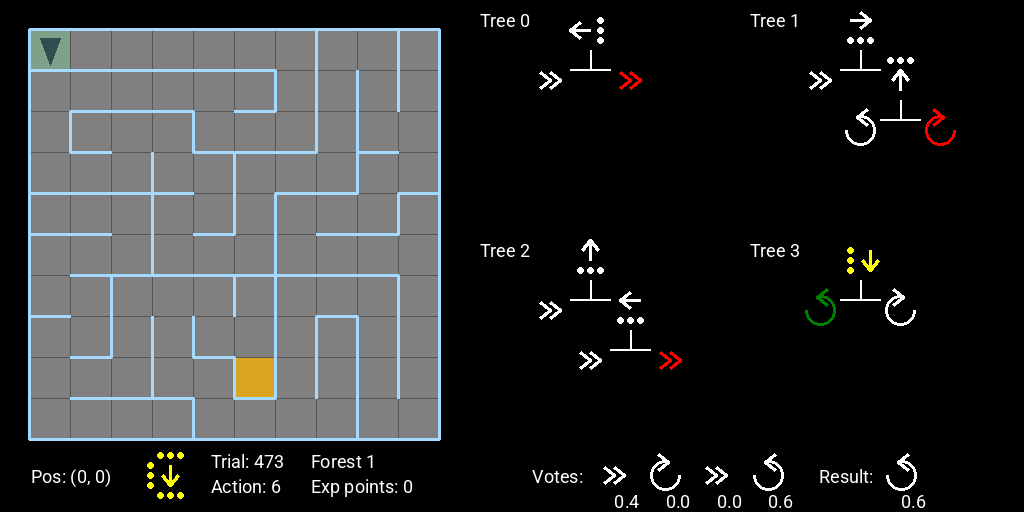 Tree 0
Tree 1
Tree 2
Tree 3
Pos: (0, 0)
Trial: 473
Forest 1
Action: 6
Exp points: 0
Votes:
0.4
0.0
0.0
0.6
Result:
0.6